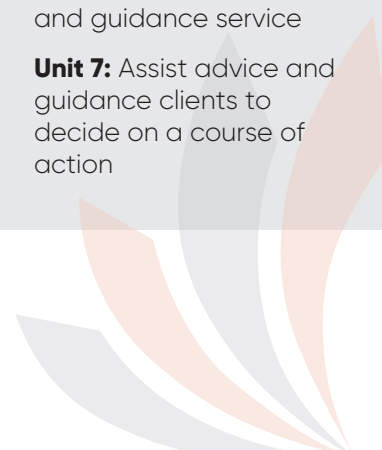 and guidance service
Unit 7: Assist advice and
guidance clients to
decide on a course of
action